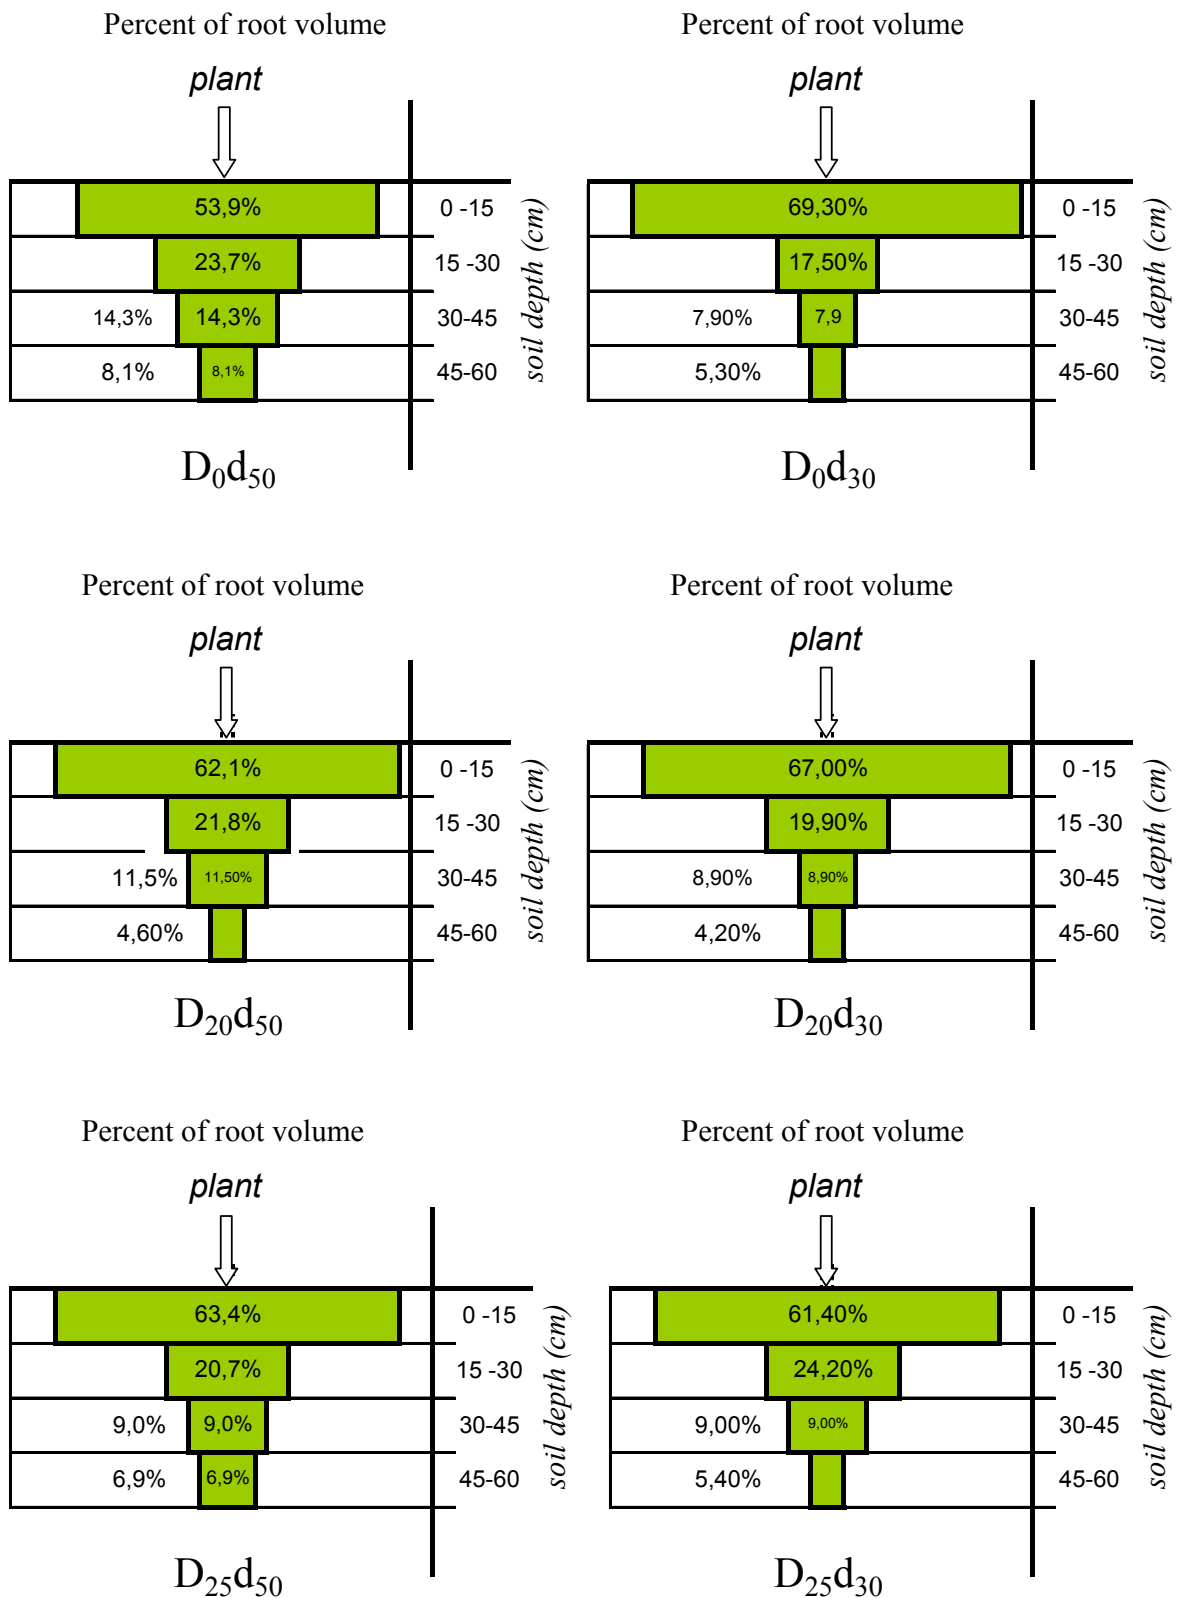 Percent of root volume
plant
53,9%
0 -15
23,7%
15 -30
14,3%
14,3%
30-45
8,1%
8,1%
45-60
soil depth (cm)
D0d50
Percent of root volume
plant
69,30%
0 -15
17,50%
15 -30
7,90%
7,9
30-45
5,30%
45-60
soil depth (cm)
D0d30
Percent of root volume
plant
62,1%
0 -15
21,8%
15 -30
11,5%
11,50%
30-45
4,60%
45-60
soil depth (cm)
D20d50
Percent of root volume
plant
67,00%
0 -15
19,90%
15 -30
8,90%
8,90%
30-45
4,20%
45-60
soil depth (cm)
D20d30
Percent of root volume
plant
63,4%
0 -15
20,7%
15 -30
9,0%
9,0%
30-45
6,9%
6,9%
45-60
soil depth (cm)
D25d50
Percent of root volume
plant
61,40%
0 -15
24,20%
15 -30
9,00%
9,00%
30-45
5,40%
45-60
soil depth (cm)
D25d30